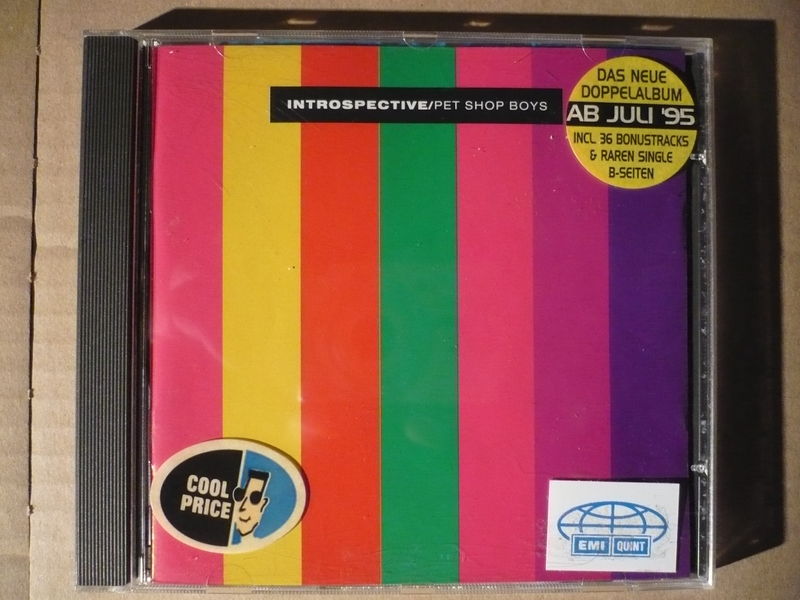 INTROSPECTIVE/PET SHOP BOYS
DAS NEUE
DOPPELALBUM
AB JULI '95
INCL. 36 BONUSTRACKS
& RAREN SINGLE
B-SEITEN
COOL
PRICE
EMI QUINT